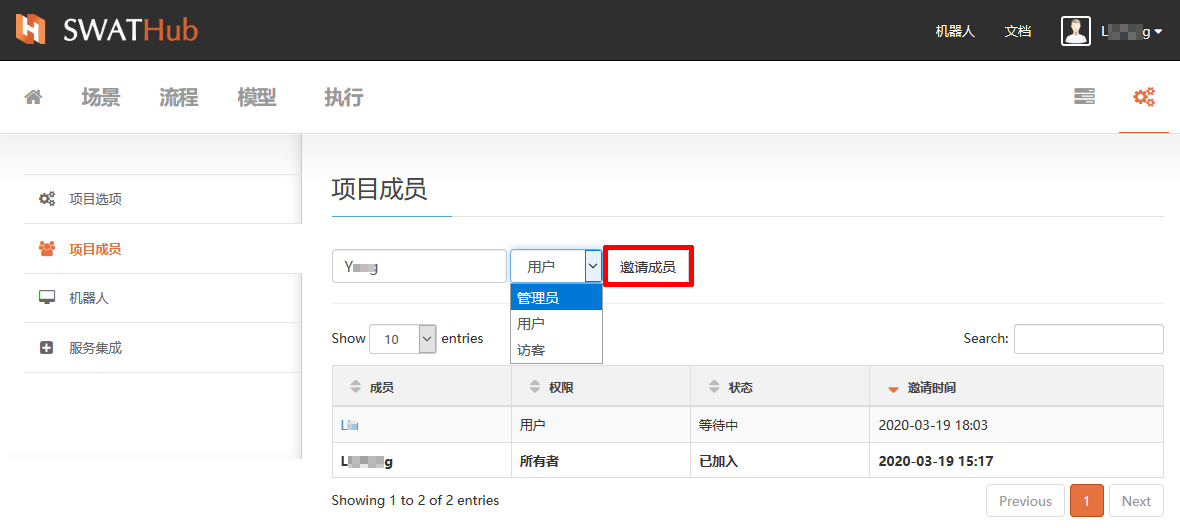 SWATHub
机器人 文档
场景 流程 模型 执行
项目选项
项目成员
机器人
服务集成
项目成员
用户 邀请成员
管理员
用户
访客
Show 10 entries Search:
成员 权限 状态 邀请时间
用户 等待中 2020-03-19 18:03
所有者 已加入 2020-03-19 15:17
Showing 1 to 2 of 2 entries
Previous 1 Next